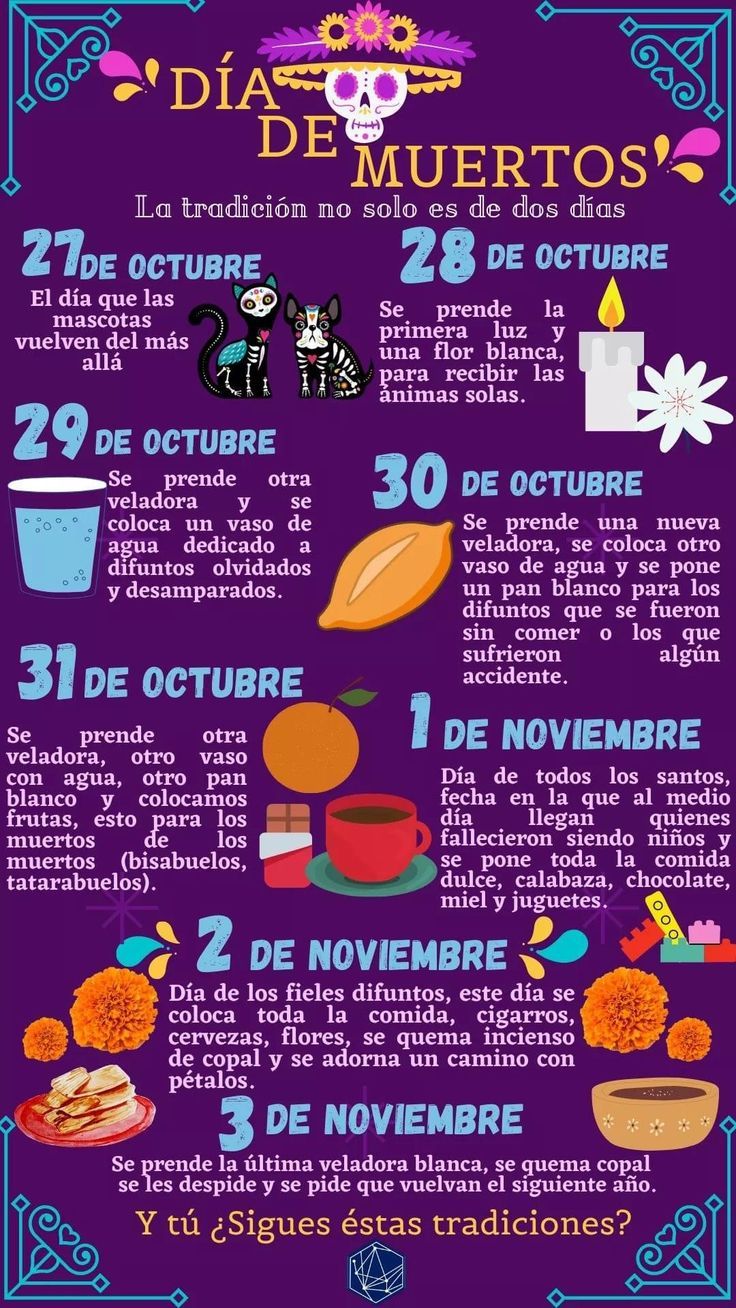 DÍA
DE
MUERTOS
La tradición no solo es de dos días
27 DE OCTUBRE
El día que las
mascotas
vuelven del más
allá
28 DE OCTUBRE
Se prende la
primera luz y
una flor blanca,
para recibir las
ánimas solas.
29 DE OCTUBRE
Se prende otra
veladora y se
coloca un vaso de
agua dedicado a
difuntos olvidados
y desamparados.
30 DE OCTUBRE
Se prende una nueva
veladora, se coloca otro
vaso de agua y se pone
un pan blanco para los
difuntos que se fueron
sin comer o los que
sufrieron algún
accidente.
31 DE OCTUBRE
Se prende otra
veladora, otro vaso
con agua, otro pan
blanco y colocamos
frutas, esto para los
muertos de los
muertos (bisabuelos,
tatarabuelos).
1 DE NOVIEMBRE
Día de todos los santos,
fecha en la que al medio
día llegan quienes
fallecieron siendo niños y
se pone toda la comida
dulce, calabaza, chocolate,
miel y juguetes.
2 DE NOVIEMBRE
Día de los fieles difuntos, este día se
coloca toda la comida, cigarros,
cervezas, flores, se quema incienso
de copal y se adorna un camino con
pétalos.
3 DE NOVIEMBRE
Se prende la última veladora blanca, se quema copal
se les despide y se pide que vuelvan el siguiente año.
Y tú ¿Sigues éstas tradiciones?